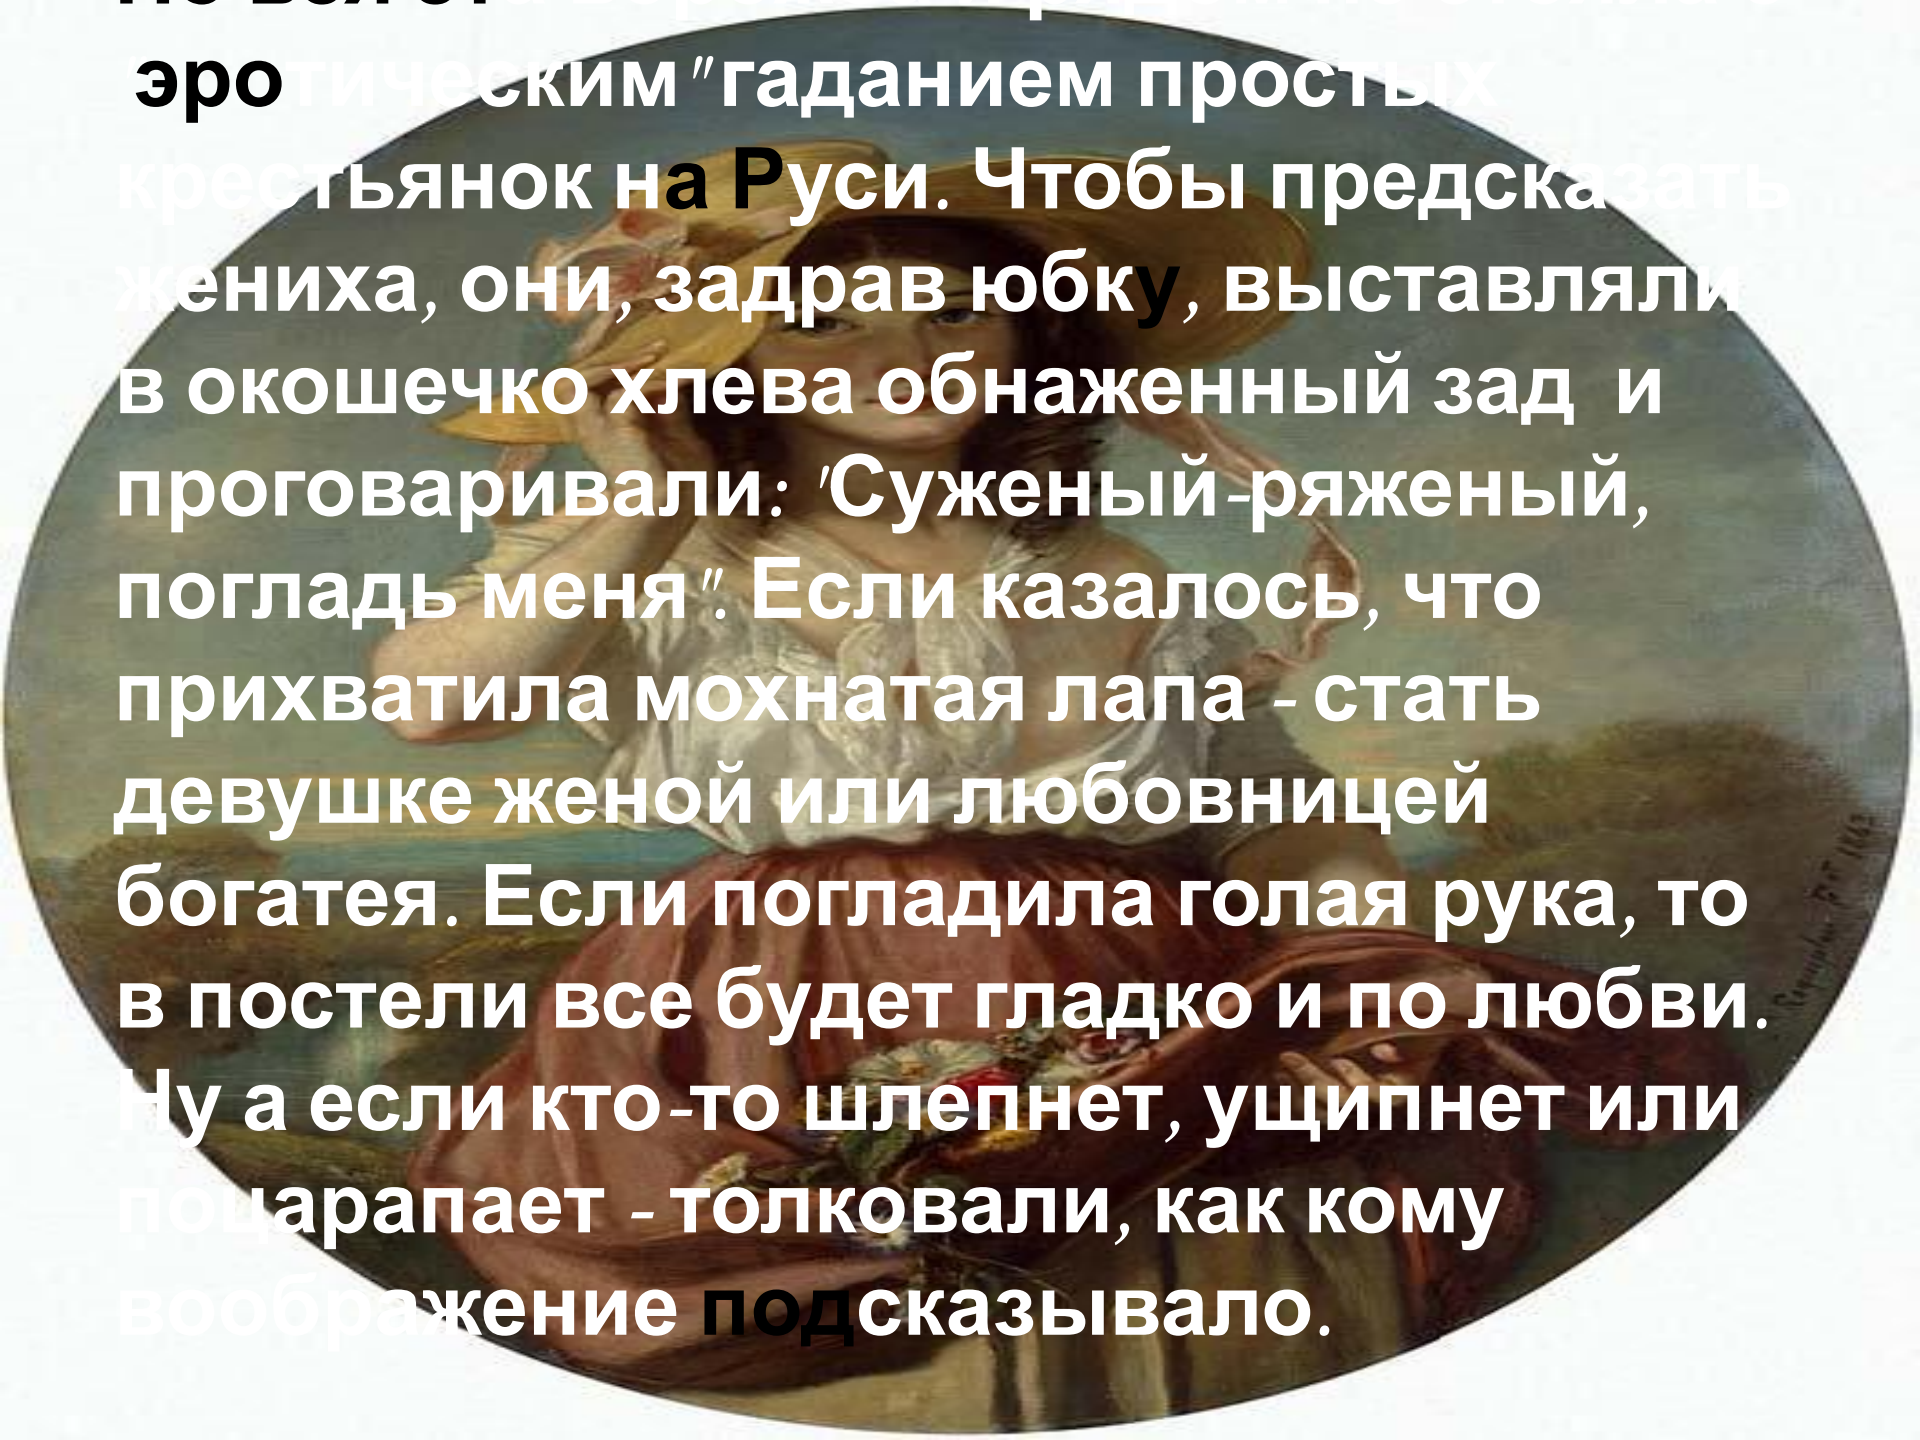 эротическим" гаданием простых
крестьянок на Руси. Чтобы предсказать
жениха, они, задрав юбку, выставляли
в окошечко хлева обнаженный зад и
проговаривали: "Суженый-ряженый,
погладь меня". Если казалось, что
прихватила мохнатая лапа - стать
девушке женой или любовницей
богатея. Если погладила голая рука, то
в постели все будет гладко и по любви.
Ну а если кто-то шлепнет, ущипнет или
поцарапает - толковали, как кому
воображение подсказывало.